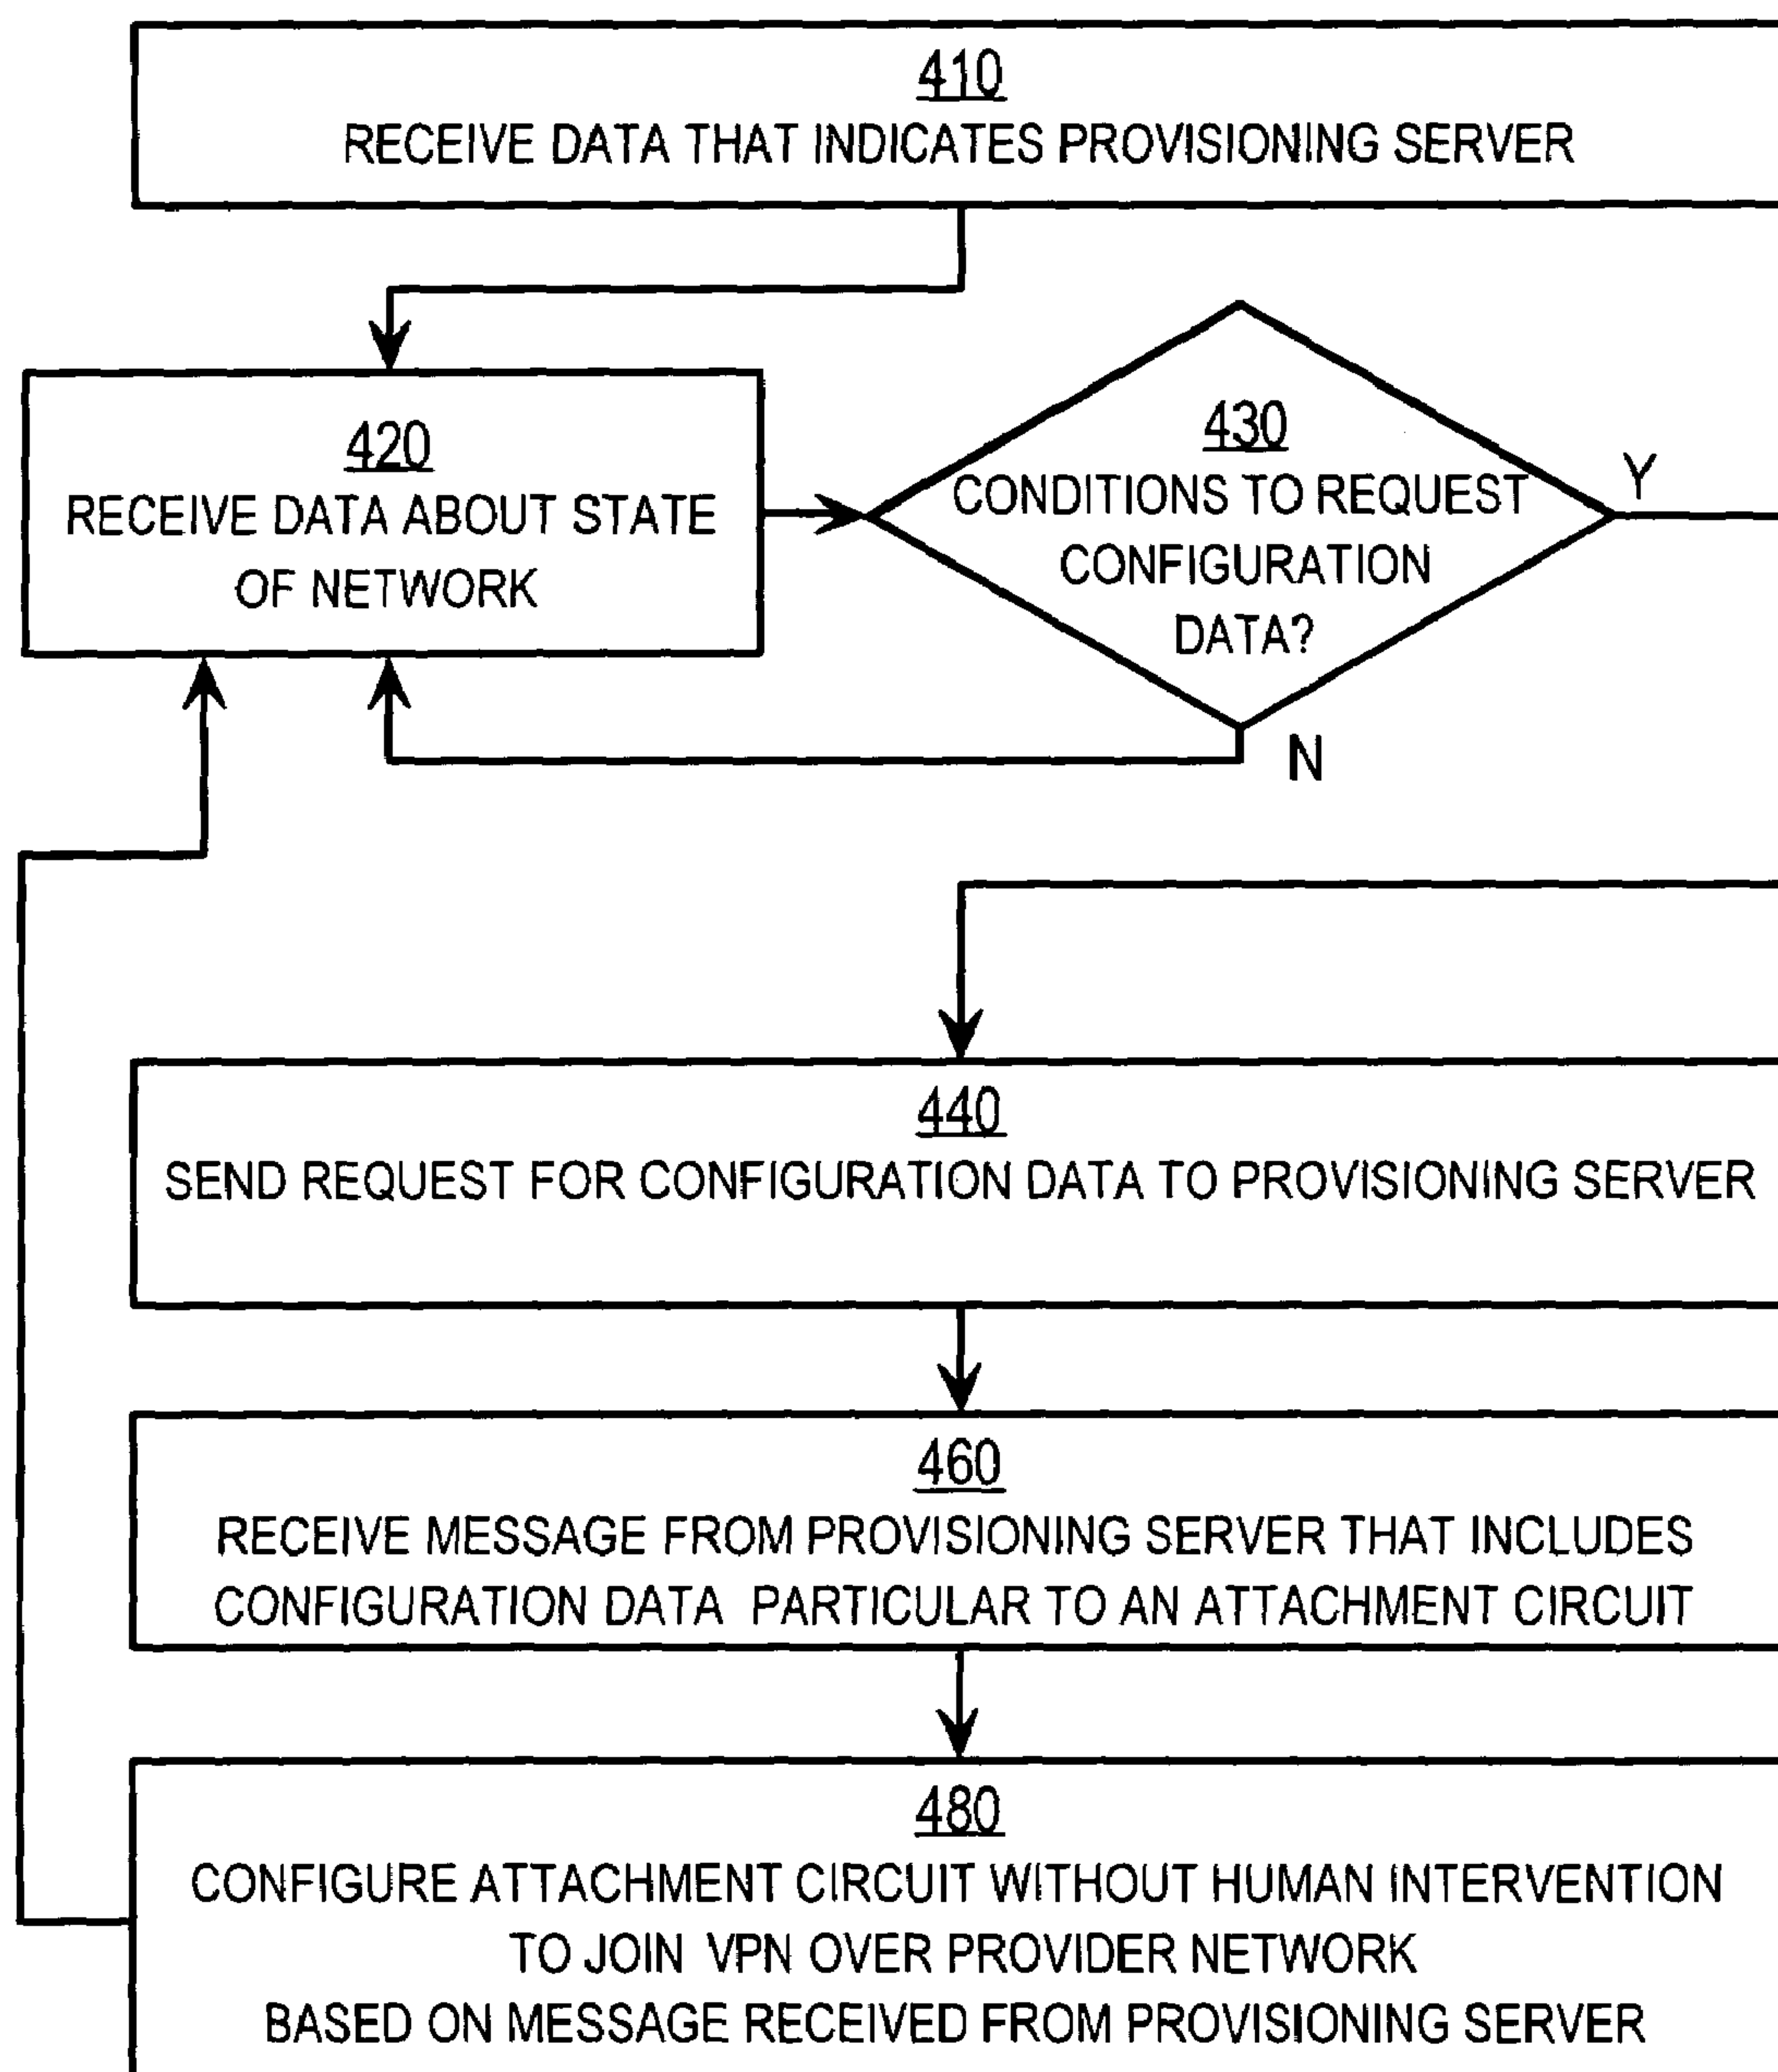 410
RECEIVE DATA THAT INDICATES PROVISIONING SERVER
420
RECEIVE DATA ABOUT STATE
OF NETWORK
430
CONDITIONS TO REQUEST
CONFIGURATION
DATA?
Y
N
440
SEND REQUEST FOR CONFIGURATION DATA TO PROVISIONING SERVER
460
RECEIVE MESSAGE FROM PROVISIONING SERVER THAT INCLUDES
CONFIGURATION DATA PARTICULAR TO AN ATTACHMENT CIRCUIT
480
CONFIGURE ATTACHMENT CIRCUIT WITHOUT HUMAN INTERVENTION
TO JOIN VPN OVER PROVIDER NETWORK
BASED ON MESSAGE RECEIVED FROM PROVISIONING SERVER